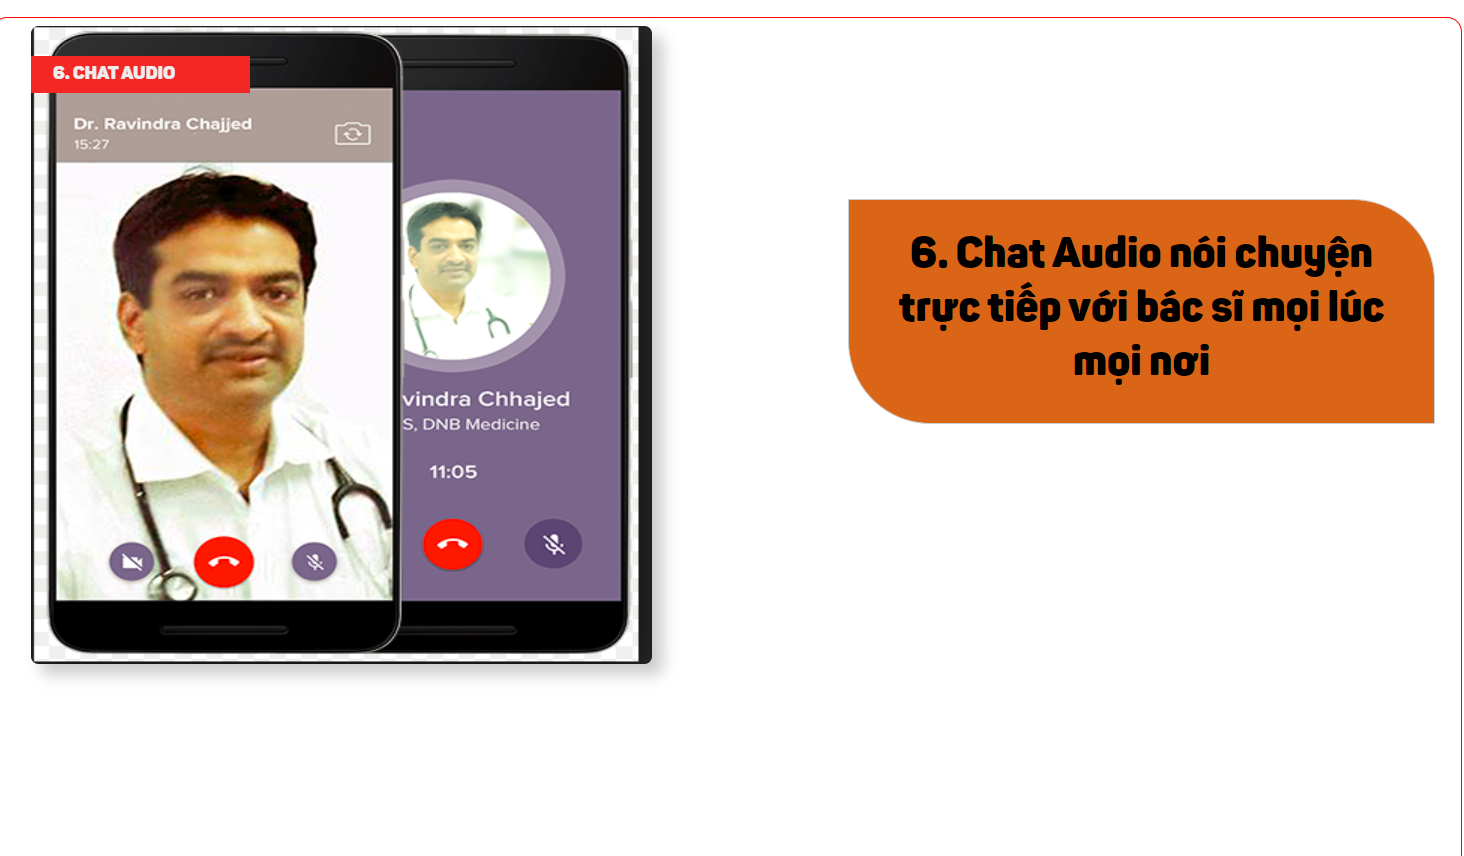 6. CHAT AUDIO
Dr. Ravindra Chajjed
15:27
vindra Chhajed
S, DNB Medicine
11:05
6. Chat Audio nói chuyện
trực tiếp với bác sĩ mọi lúc
mọi nơi